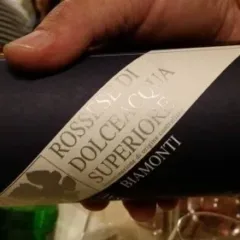 ROSSESE DI
DOLCEACQUA
SUPERIORE
BIAMONTI